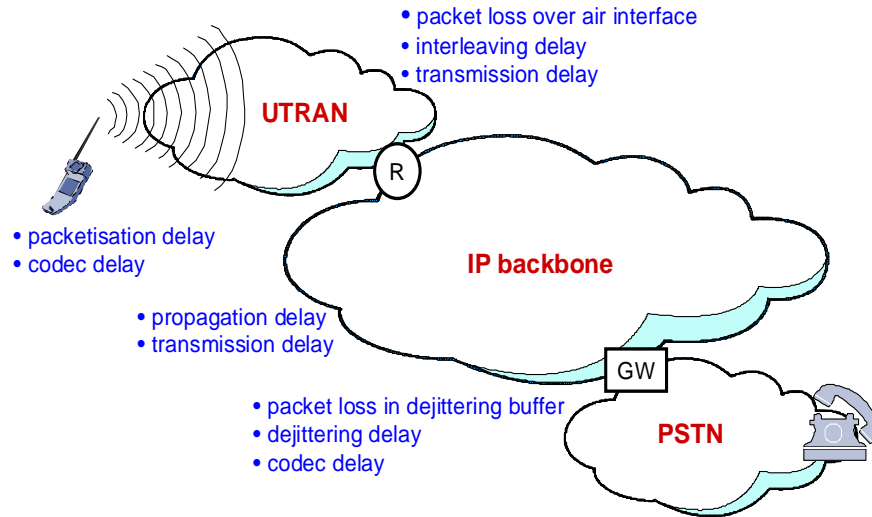 • packet loss over air interface
• interleaving delay
• transmission delay
UTRAN
R
• packetisation delay
• codec delay
IP backbone
• propagation delay
• transmission delay
GW
• packet loss in dejittering buffer
• dejittering delay
• codec delay
PSTN